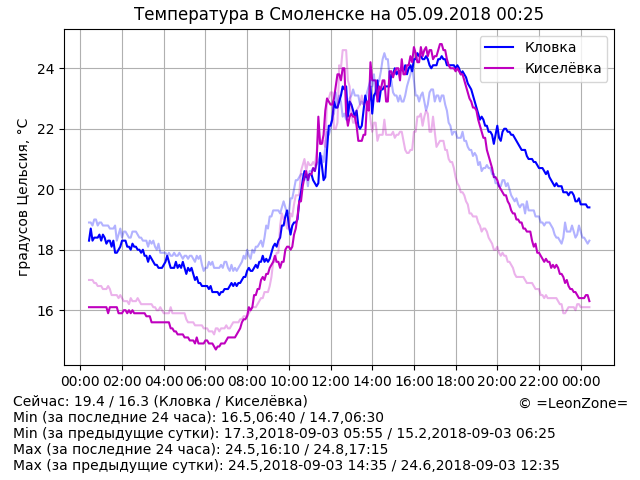 Температура в Смоленске на 05.09.2018 00:25
Кловка
Киселёвка
градусов Цельсия, °C
24
22
20
18
16
00:00 02:00 04:00 06:00 08:00 10:00 12:00 14:00 16:00 18:00 20:00 22:00 00:00
Сейчас: 19.4 / 16.3 (Кловка / Киселёвка)
© =LeonZone=
Min (за последние 24 часа): 16.5,06:40 / 14.7,06:30
Min (за предыдущие сутки): 17.3,2018-09-03 05:55 / 15.2,2018-09-03 06:25
Max (за последние 24 часа): 24.5,16:10 / 24.8,17:15
Max (за предыдущие сутки): 24.5,2018-09-03 14:35 / 24.6,2018-09-03 12:35